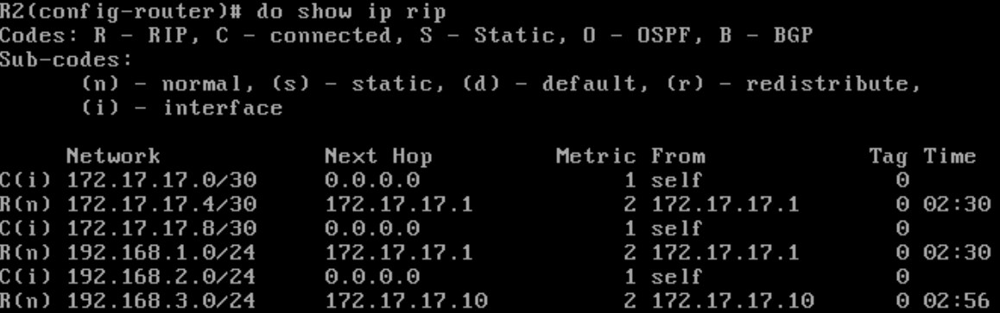 R2(config-router)# do show ip rip
Codes: R - RIP, C - connected, S - Static, O - OSPF, B - BGP
Sub-codes:
      (n) - normal, (s) - static, (d) - default, (r) - redistribute,
      (i) - interface

     Network            Next Hop         Metric From            Tag Time
C(i) 172.17.17.0/30     0.0.0.0               1 self              0
R(n) 172.17.17.4/30     172.17.17.1           2 172.17.17.1       0 02:30
C(i) 172.17.17.8/30     0.0.0.0               1 self              0
R(n) 192.168.1.0/24     172.17.17.1           2 172.17.17.1       0 02:30
C(i) 192.168.2.0/24     0.0.0.0               1 self              0
R(n) 192.168.3.0/24     172.17.17.10          2 172.17.17.10      0 02:56